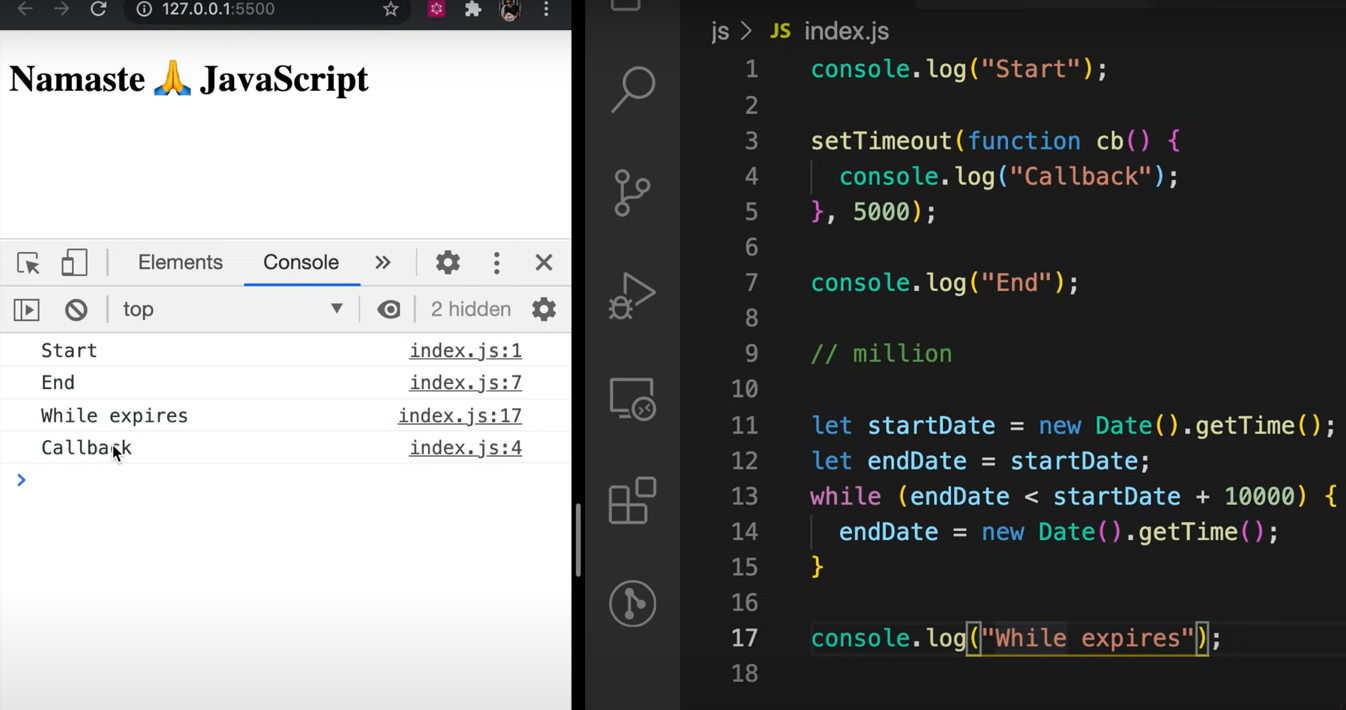 127.0.0.1:5500
Namaste 🙏 JavaScript
Elements Console
top 2 hidden
Start index.js:1
End index.js:7
While expires index.js:17
Callback index.js:4
js > JS index.js
1 console.log("Start");
2
3 setTimeout(function cb() {
4 console.log("Callback");
5 }, 5000);
6
7 console.log("End");
8
9 // million
10
11 let startDate = new Date().getTime();
12 let endDate = startDate;
13 while (endDate < startDate + 10000) {
14 endDate = new Date().getTime();
15 }
16
17 console.log("While expires");
18